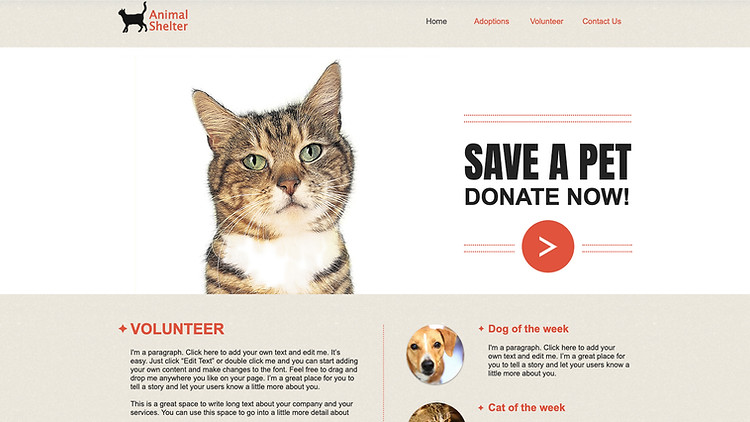 Animal
Shelter
Home
Adoptions
Volunteer
Contact Us
SAVE A PET
DONATE NOW!
>
VOLUNTEER
I'm a paragraph. Click here to add your own text and edit me. It's
easy. Just click "Edit Text" or double click me and you can start adding
your own content and make changes to the font. Feel free to drag and
drop me anywhere you like on your page. I'm a great place for you to
tell a story and let your users know a little more about you.
This is a great space to write long text about your company and your
services. You can use this space to go into a little more detail about
Dog of the week
I'm a paragraph. Click here to add your
own text and edit me. I'm a great place for
you to tell a story and let your users know a
little more about you.
Cat of the week